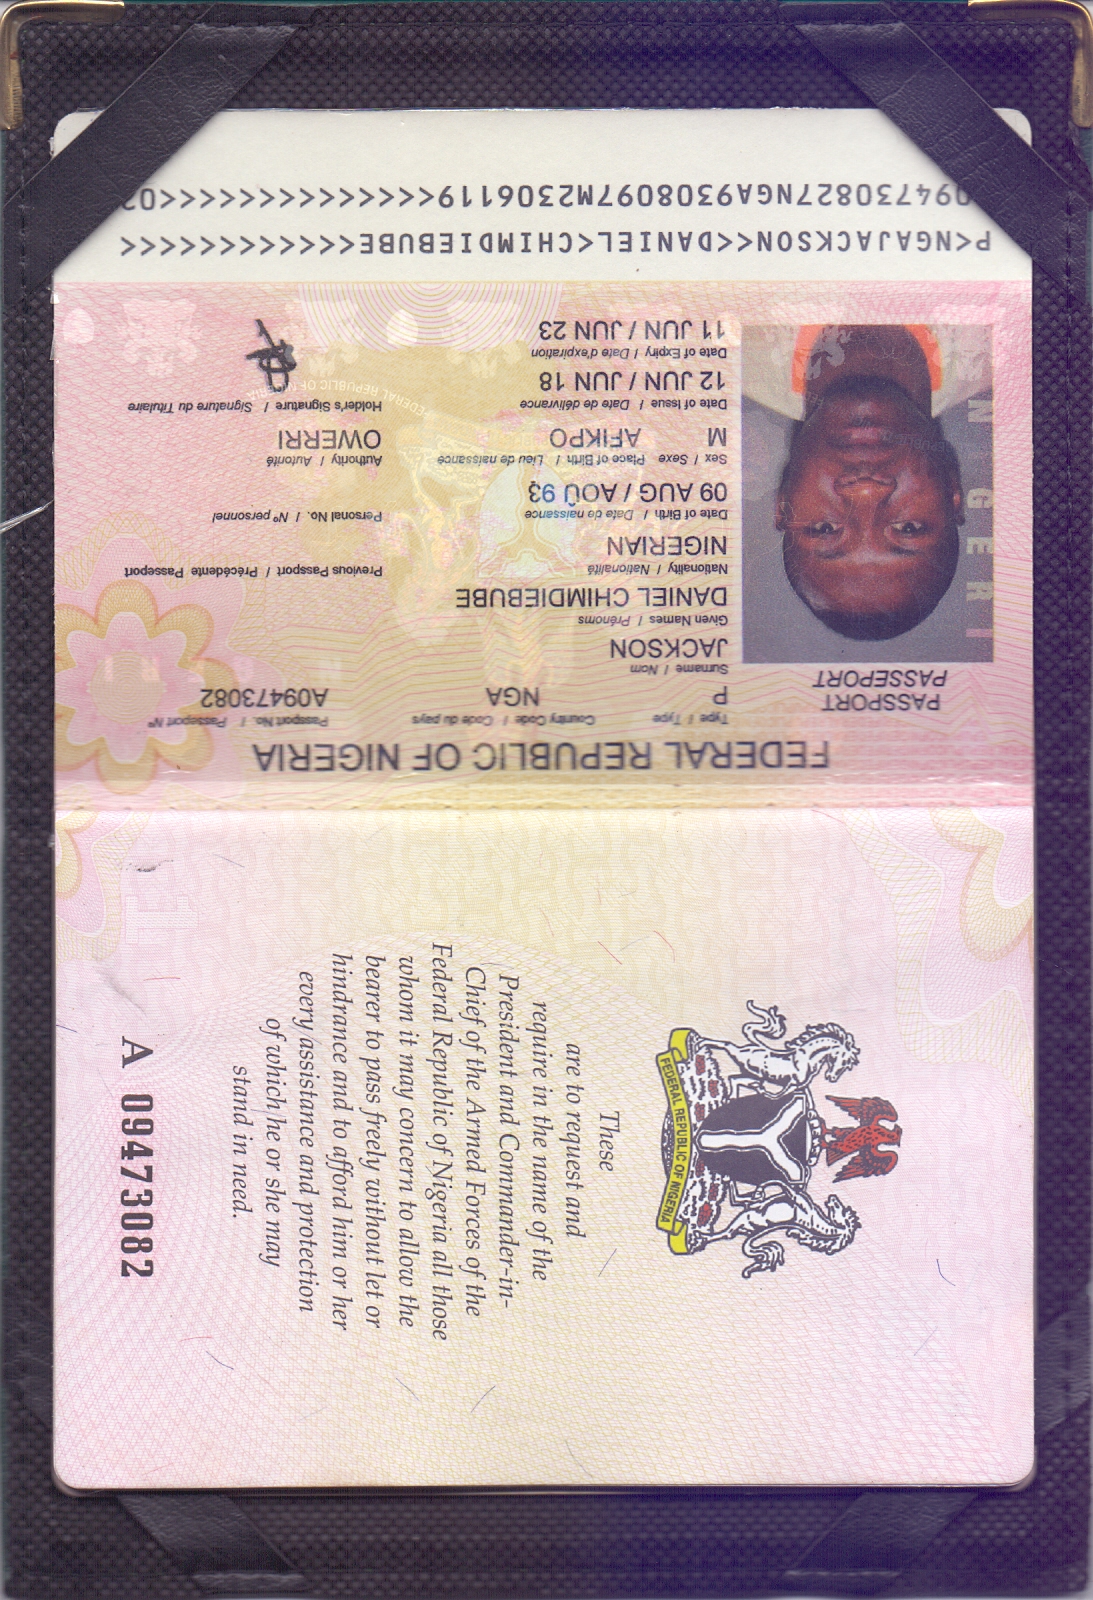 FEDERAL REPUBLIC OF NIGERIA
PASSPORT
PASSEPORT
Type / Type
P
Country Code / Code du pays
NGA
Passport No. / Passeport Nº
A09473082
Surname / Nom
JACKSON
Given Names / Prénoms
DANIEL CHIMDIEBUBE
Nationality / Nationalité
NIGERIAN
Previous Passport / Précédente Passeport
Date of Birth / Date de naissance
09 AUG / AOÛ 93
Personal No. / Nº personnel
Sex / Sexe
M
Place of Birth / Lieu de naissance
AFIKPO
Authority / Autorité
OWERRI
Date of Issue / Date de délivrance
12 JUN / JUN 18
Holder's Signature / Signature du Titulaire
Date of Expiry / Date d'expiration
11 JUN / JUN 23
P<NGAJACKSON<<DANIEL<CHIMDIEBUBE<<<<<<<<<<<<
094730827NGA9308097M2306119<<<<<<<<<<<<<<02
FEDERAL REPUBLIC OF NIGERIA
These
are to request and
require in the name of the
President and Commander-in-
Chief of the Armed Forces of the
Federal Republic of Nigeria all those
whom it may concern to allow the
bearer to pass freely without let or
hindrance and to afford him or her
every assistance and protection
of which he or she may
stand in need.
A 09473082